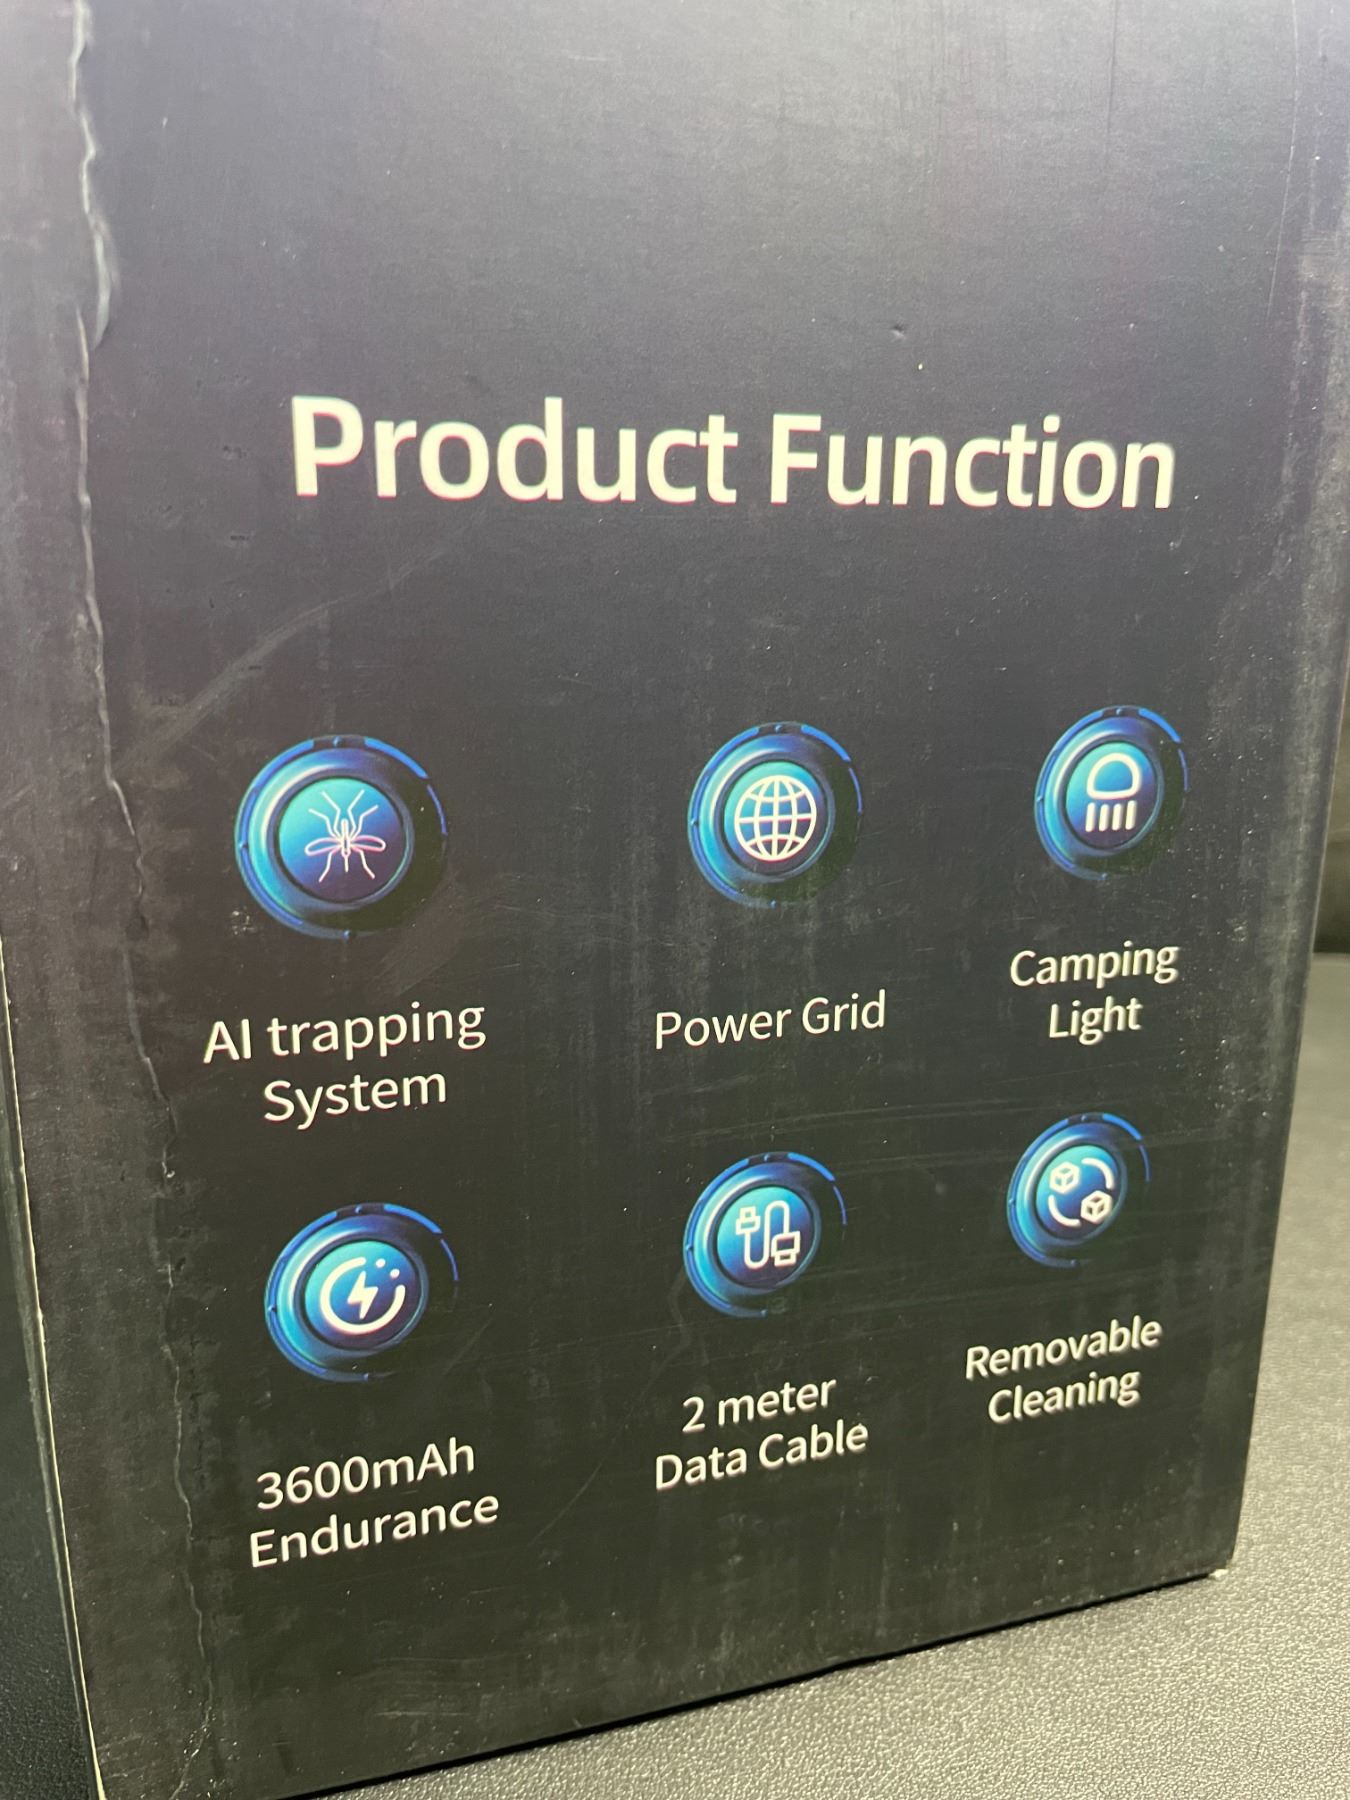 Product Function
AI trapping
System
Power Grid
Camping
Light
3600mAh
Endurance
2 meter
Data Cable
Removable
Cleaning